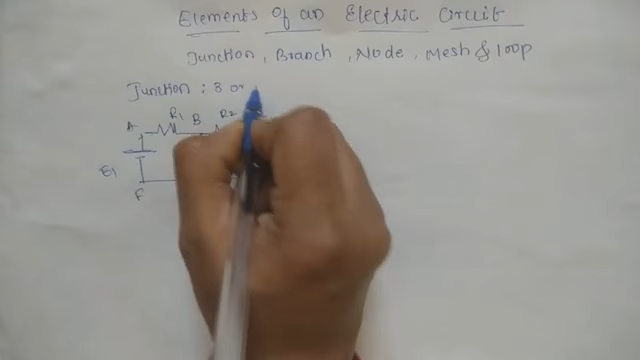 Elements Of an Electric Circuit
Junction, Branch, Node, Mesh & loop
Junction : 3 or
A R1 B R2
E1
F